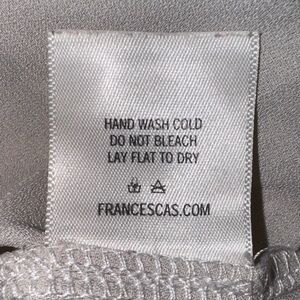 HAND WASH COLD
DO NOT BLEACH
LAY FLAT TO DRY
FRANCESCAS.COM